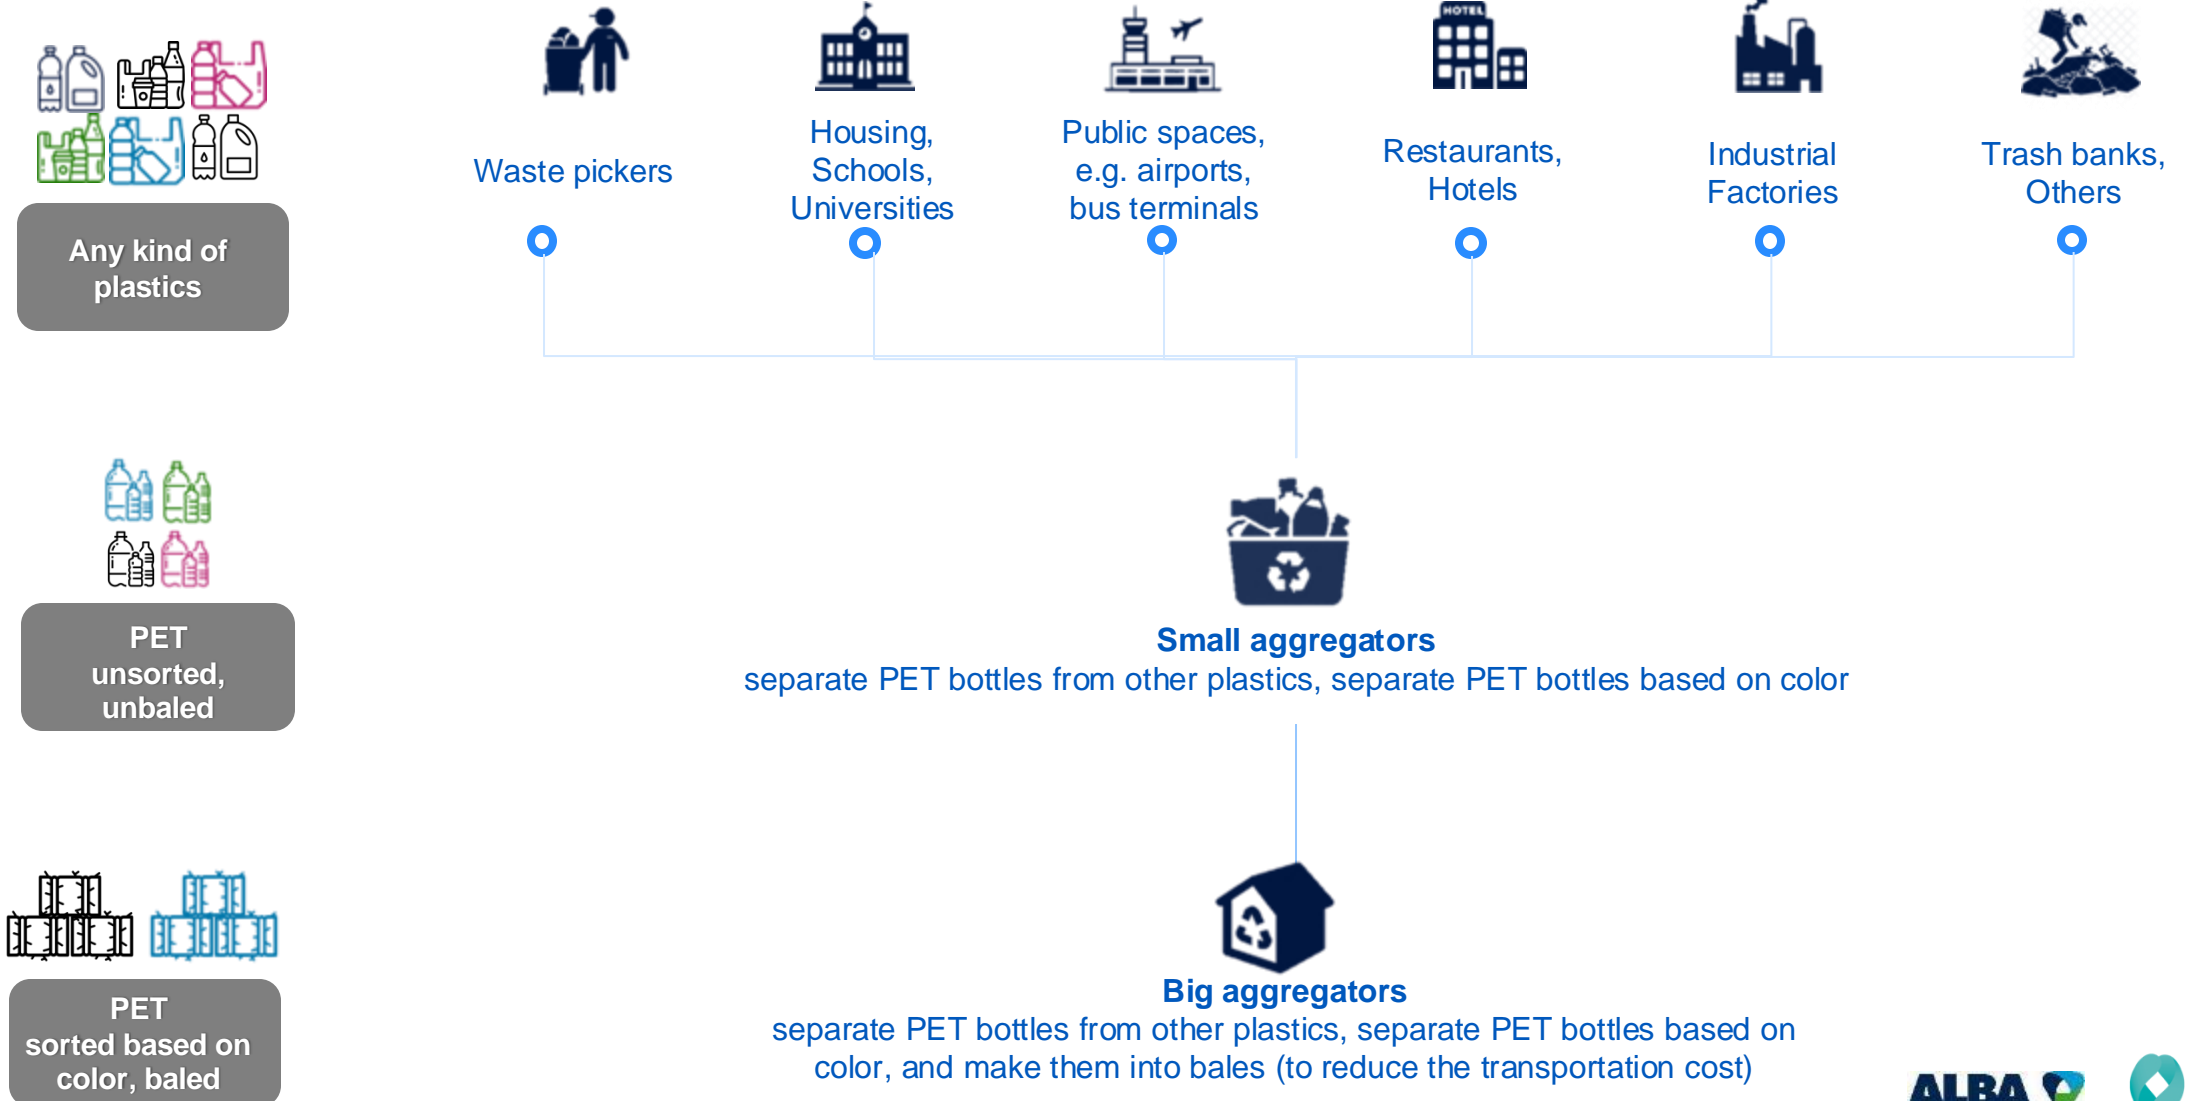 HOTEL
Waste pickers
Housing,
Schools,
Universities
Public spaces,
e.g. airports,
bus terminals
Restaurants,
Hotels
Industrial
Factories
Trash banks,
Others
Any kind of
plastics
PET
unsorted,
unbaled
Small aggregators
separate PET bottles from other plastics, separate PET bottles based on color
PET
sorted based on
color, baled
Big aggregators
separate PET bottles from other plastics, separate PET bottles based on
color, and make them into bales (to reduce the transportation cost)
ALBA